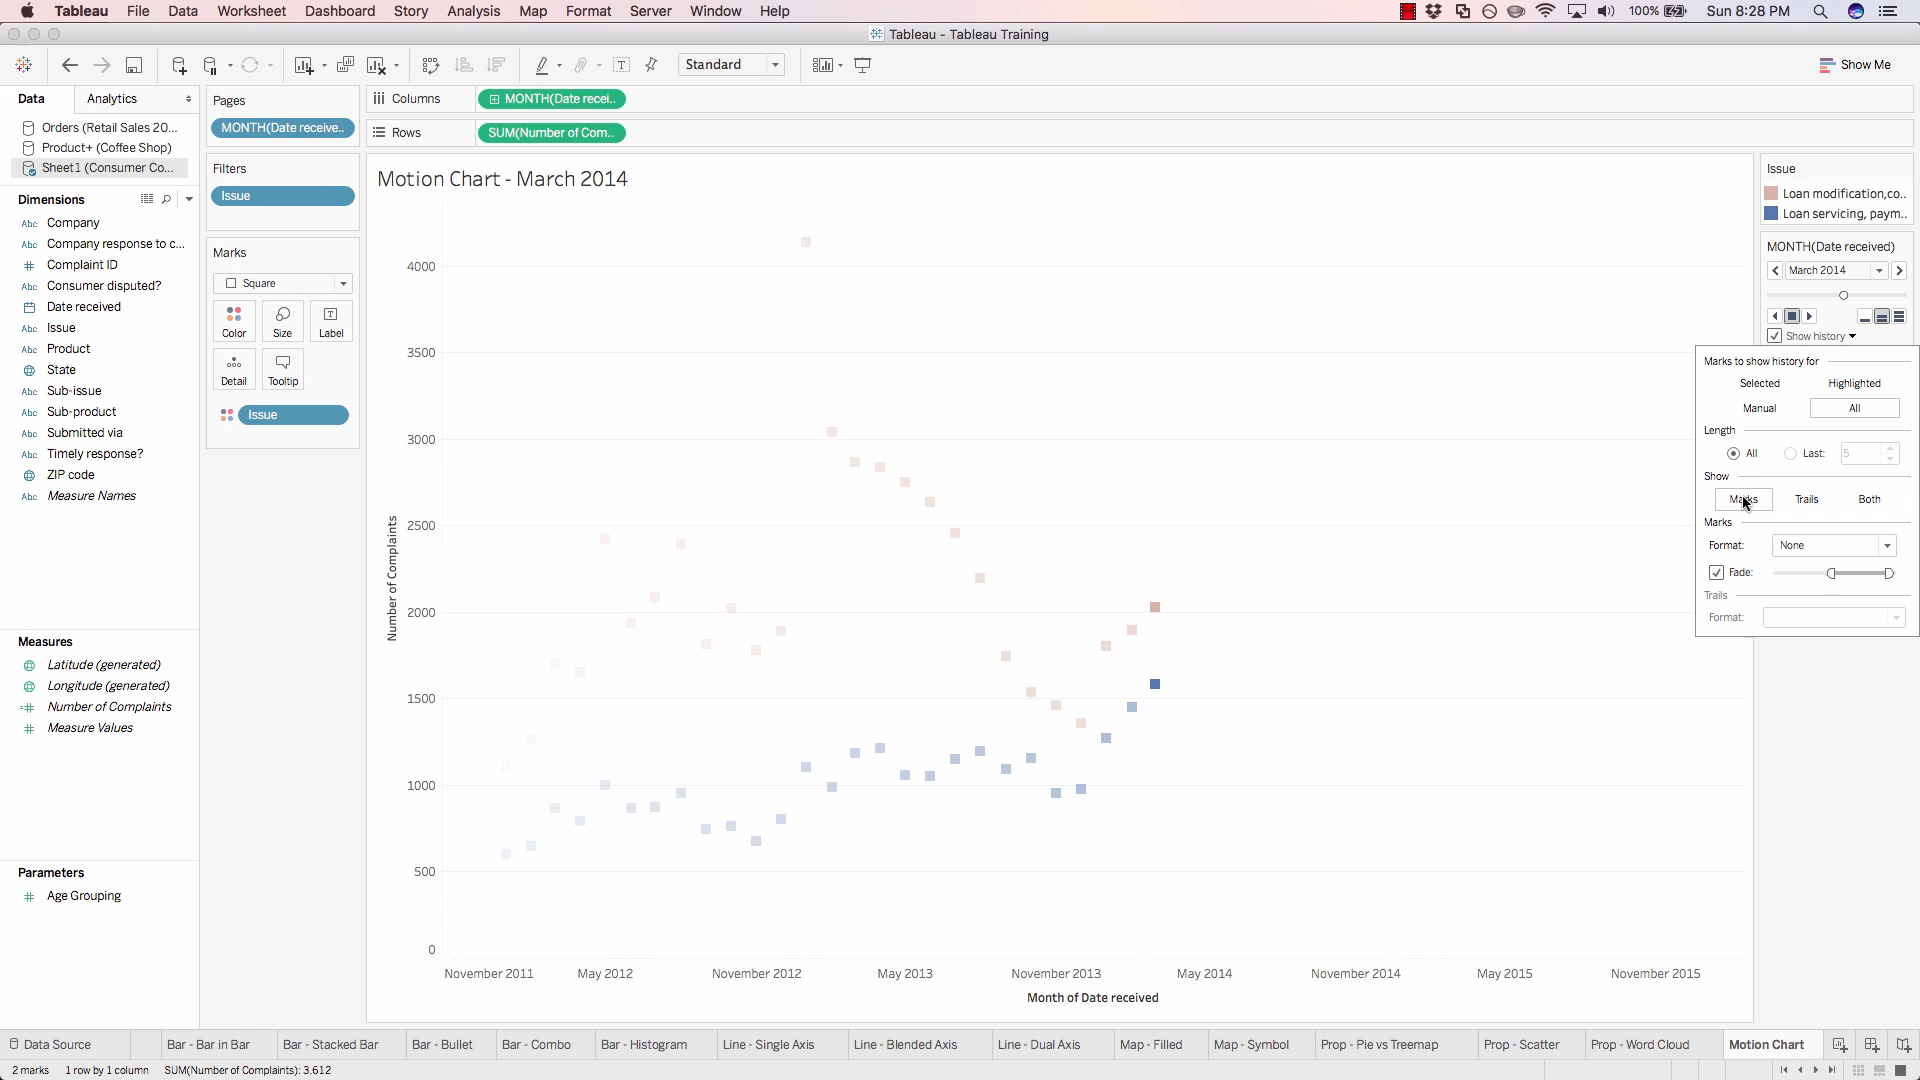 Tableau File Data Worksheet Dashboard Story Analysis Map Format Server Window Help 100% Sun 8:28 PM
Tableau - Tableau Training
Standard Show Me
Data Analytics
Orders (Retail Sales 20...
Product+ (Coffee Shop)
Sheet1 (Consumer Co...
Dimensions
Abc Company
Abc Company response to c...
# Complaint ID
Abc Consumer disputed?
Date received
Abc Issue
Abc Product
State
Abc Sub-issue
Abc Sub-product
Abc Submitted via
Abc Timely response?
ZIP code
Abc Measure Names
Measures
Latitude (generated)
Longitude (generated)
=# Number of Complaints
# Measure Values
Parameters
# Age Grouping
Pages
MONTH(Date receive..
Filters
Issue
Marks
Square
Color Size Label
Detail Tooltip
Issue
Columns MONTH(Date recei..
Rows SUM(Number of Com..
Motion Chart - March 2014
Number of Complaints
4000
3500
3000
2500
2000
1500
1000
500
0
November 2011 May 2012 November 2012 May 2013 November 2013 May 2014 November 2014 May 2015 November 2015
Month of Date received
Issue
Loan modification,co..
Loan servicing, paym..
MONTH(Date received)
March 2014
Show history
Marks to show history for
Selected Highlighted
Manual All
Length
All Last: 5
Show
Marks Trails Both
Marks
Format: None
Fade:
Trails
Format:
Data Source Bar - Bar in Bar Bar - Stacked Bar Bar - Bullet Bar - Combo Bar - Histogram Line - Single Axis Line - Blended Axis Line - Dual Axis Map - Filled Map - Symbol Prop - Pie vs Treemap Prop - Scatter Prop - Word Cloud Motion Chart
2 marks 1 row by 1 column SUM(Number of Complaints): 3,612